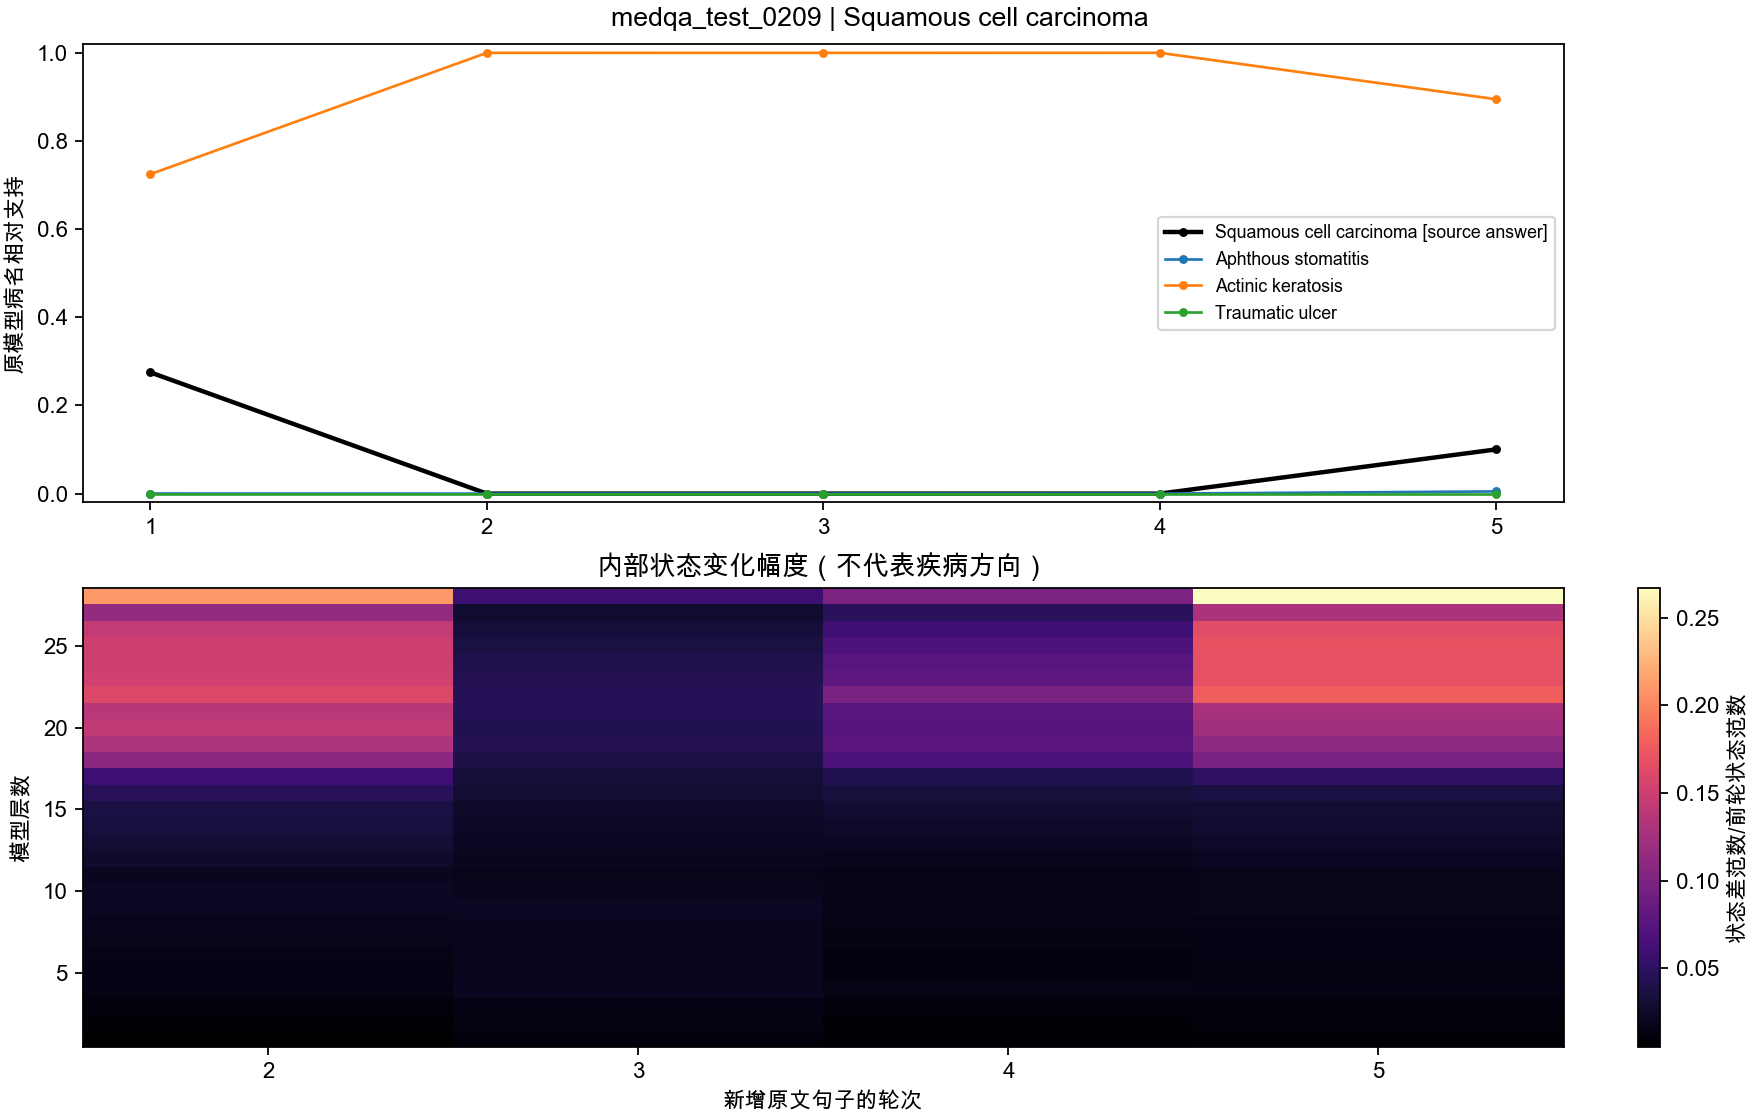 medqa_test_0209 | Squamous cell carcinoma
原模型病名相对支持
1.0
0.8
0.6
0.4
0.2
0.0
Squamous cell carcinoma [source answer]
Aphthous stomatitis
Actinic keratosis
Traumatic ulcer
1 2 3 4 5
内部状态变化幅度（不代表疾病方向）
模型层数
25
20
15
10
5
2 3 4 5
新增原文句子的轮次
0.25
0.20
0.15
0.10
0.05
状态差范数/前轮状态范数